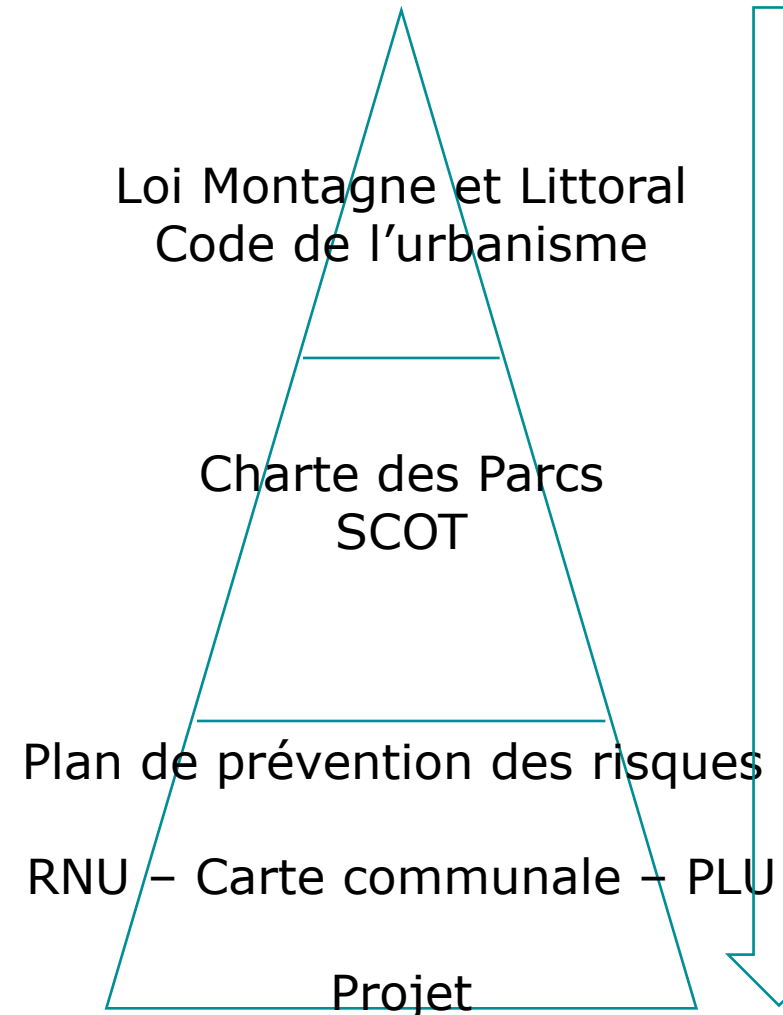 Loi Montagne et Littoral
Code de l’urbanisme
Charte des Parcs
SCOT
Plan de prévention des risques
RNU – Carte communale – PLU
Projet